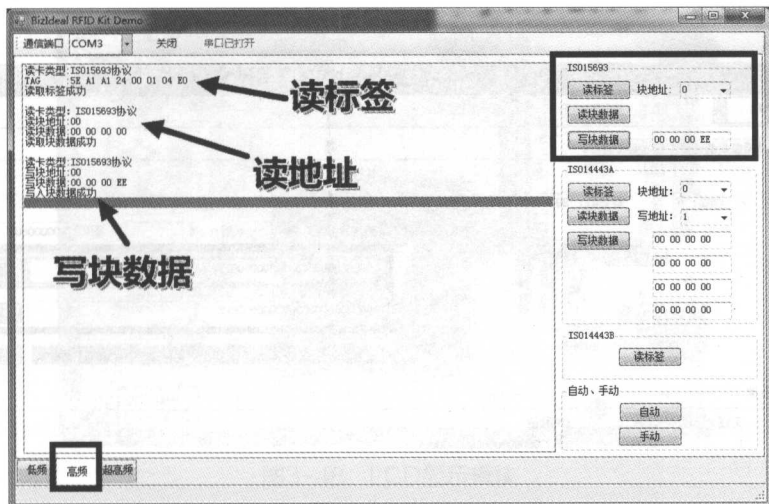 BizIdeal RFID Kit Demo
通信端口 COM3 关闭 串口已打开
读卡类型:ISO15693协议
TAG :5E A1 A1 24 00 01 04 E0
读取标签成功
读卡类型: ISO15693协议
读块地址:00
读块数据:00 00 00 00
读取块数据成功
读卡类型:ISO15693协议
写块地址:00
写块数据:00 00 00 EE
写入块数据成功
读标签
读地址
写块数据
ISO15693
读标签 块地址: 0
读块数据
写块数据 00 00 00 EE
ISO14443A
读标签 块地址: 0
读块数据 写地址: 1
写块数据 00 00 00 00
00 00 00 00
00 00 00 00
00 00 00 00
ISO14443B
读标签
自动、手动
自动
手动
低频 高频 超高频